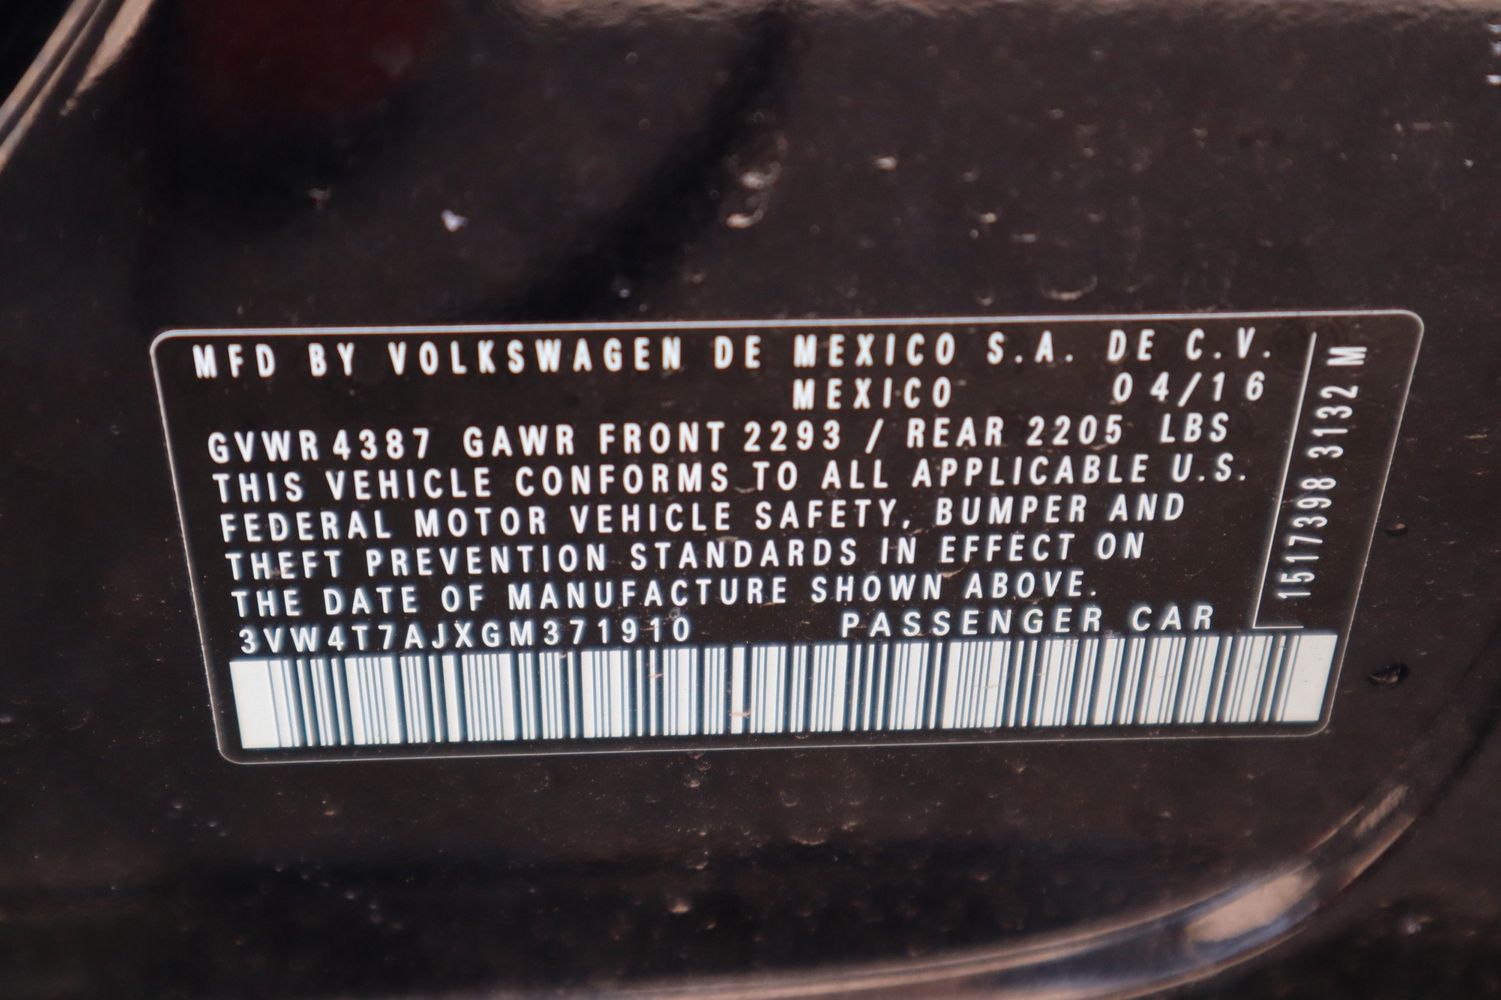 MFD BY VOLKSWAGEN DE MEXICO S.A. DE C.V.
MEXICO 04/16
GVWR 4387 GAWR FRONT 2293 / REAR 2205 LBS
THIS VEHICLE CONFORMS TO ALL APPLICABLE U.S.
FEDERAL MOTOR VEHICLE SAFETY, BUMPER AND
THEFT PREVENTION STANDARDS IN EFFECT ON
THE DATE OF MANUFACTURE SHOWN ABOVE.
3VW4T7AJXGM371910 PASSENGER CAR
1517398 3132 M